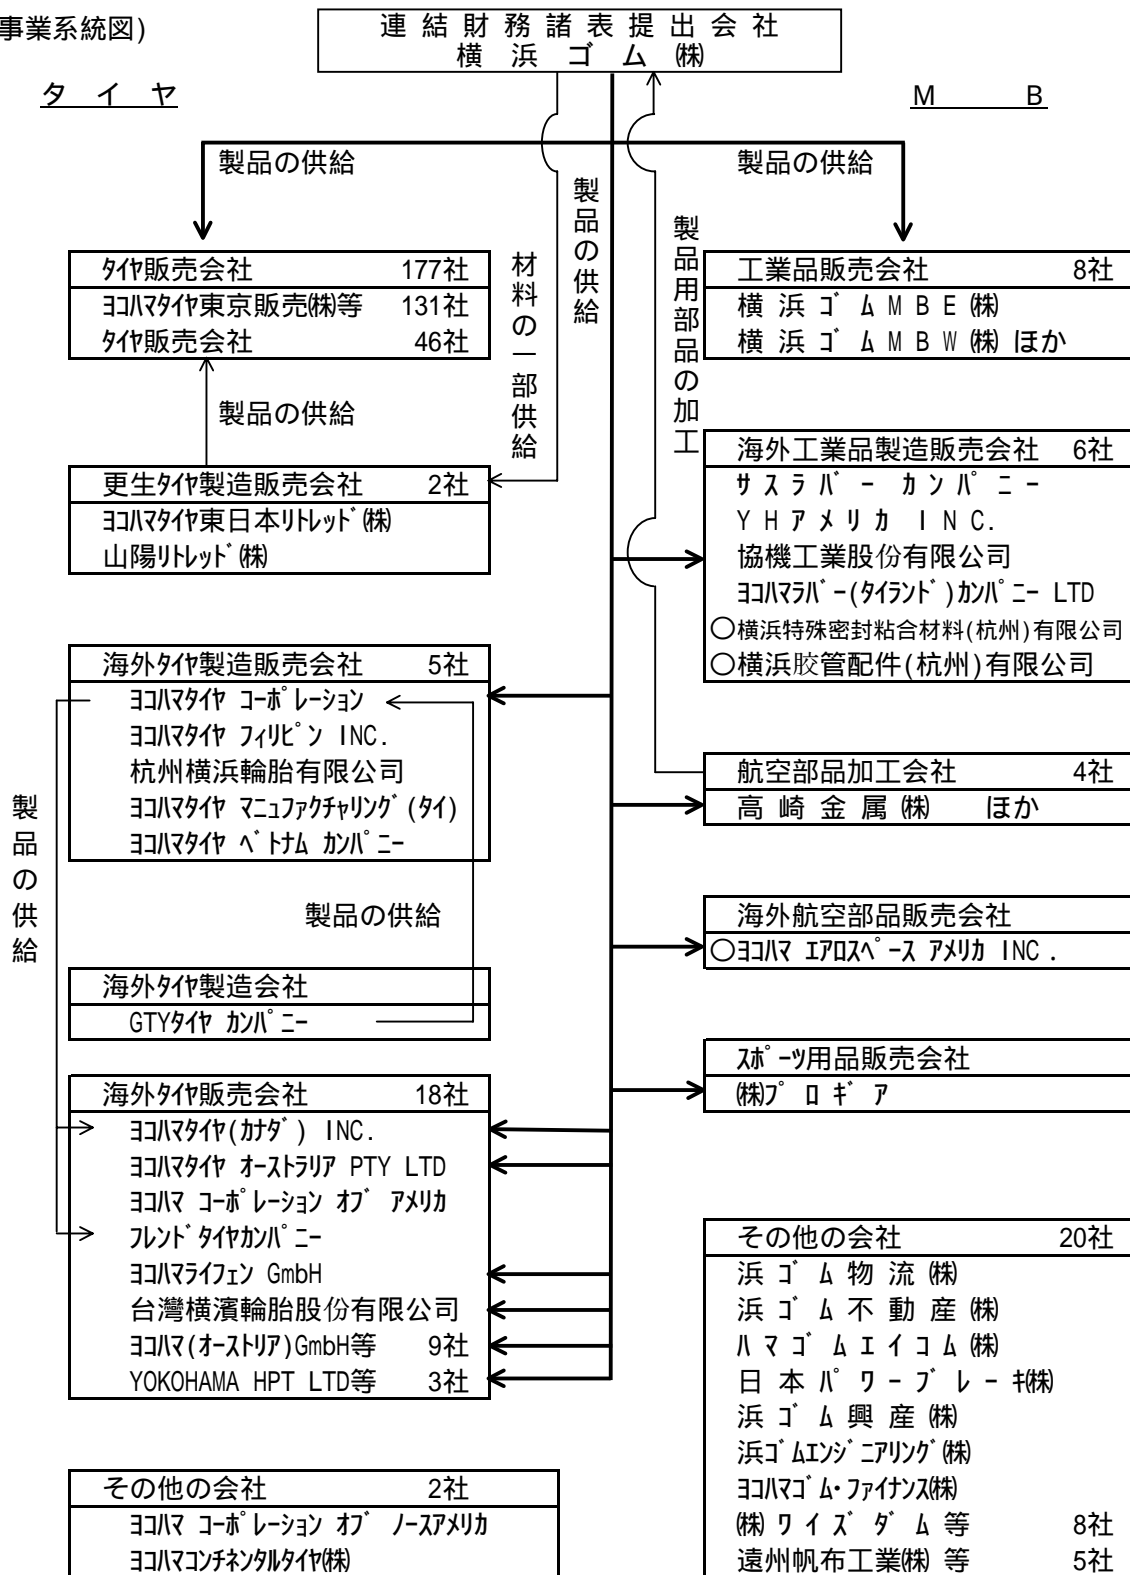 事業系統図)
連結財務諸表提出会社
横浜ゴム㈱
タイヤ
MB
製品の供給
製品の供給
製品の供給
材料の一部供給
製品用部品の加工
ﾀｲﾔ販売会社 177社
ﾖｺﾊﾏﾀｲﾔ東京販売㈱等 131社
ﾀｲﾔ販売会社 46社
製品の供給
更生ﾀｲﾔ製造販売会社 2社
ﾖｺﾊﾏﾀｲﾔ東日本ﾘﾄﾚｯﾄﾞ㈱
山陽ﾘﾄﾚｯﾄﾞ㈱
海外ﾀｲﾔ製造販売会社 5社
ﾖｺﾊﾏﾀｲﾔ ｺｰﾎﾟﾚｰｼｮﾝ
ﾖｺﾊﾏﾀｲﾔ ﾌｨﾘﾋﾟﾝ INC.
杭州横浜輪胎有限公司
ﾖｺﾊﾏﾀｲﾔ ﾏﾆｭﾌｧｸﾁｬﾘﾝｸﾞ(ﾀｲ)
ﾖｺﾊﾏﾀｲﾔ ﾍﾞﾄﾅﾑ ｶﾝﾊﾟﾆｰ
製品の供給
製品の供給
海外ﾀｲﾔ製造会社
GTYﾀｲﾔ ｶﾝﾊﾟﾆｰ
海外ﾀｲﾔ販売会社 18社
ﾖｺﾊﾏﾀｲﾔ(ｶﾅﾀﾞ) INC.
ﾖｺﾊﾏﾀｲﾔ ｵｰｽﾄﾗﾘｱ PTY LTD
ﾖｺﾊﾏ ｺｰﾎﾟﾚｰｼｮﾝ ｵﾌﾞ ｱﾒﾘｶ
ﾌﾚﾝﾄﾞﾀｲﾔｶﾝﾊﾟﾆｰ
ﾖｺﾊﾏﾗｲﾌｪﾝ GmbH
台灣横濱輪胎股份有限公司
ﾖｺﾊﾏ(ｵｰｽﾄﾘｱ)GmbH等 9社
YOKOHAMA HPT LTD等 3社
その他の会社 2社
ﾖｺﾊﾏ ｺｰﾎﾟﾚｰｼｮﾝ ｵﾌﾞ ﾉｰｽｱﾒﾘｶ
ﾖｺﾊﾏｺﾝﾁﾈﾝﾀﾙﾀｲﾔ㈱
工業品販売会社 8社
横浜ｺﾞﾑMBE㈱
横浜ｺﾞﾑMBW㈱ ほか
海外工業品製造販売会社 6社
ｻｽﾗﾊﾞｰ ｶﾝﾊﾟﾆｰ
YHｱﾒﾘｶ INC.
協機工業股份有限公司
ﾖｺﾊﾏﾗﾊﾞｰ(ﾀｲﾗﾝﾄﾞ)ｶﾝﾊﾟﾆｰ LTD
○横浜特殊密封粘合材料(杭州)有限公司
○横浜胶管配件(杭州)有限公司
航空部品加工会社 4社
高崎金属㈱ ほか
海外航空部品販売会社
○ﾖｺﾊﾏ ｴｱﾛｽﾍﾟｰｽ ｱﾒﾘｶ INC.
ｽﾎﾟｰﾂ用品販売会社
㈱ﾌﾟﾛｷﾞｱ
その他の会社 20社
浜ｺﾞﾑ物流㈱
浜ｺﾞﾑ不動産㈱
ﾊﾏｺﾞﾑｴｲｺﾑ㈱
日本ﾊﾟﾜｰﾌﾞﾚｰｷ㈱
浜ｺﾞﾑ興産㈱
浜ｺﾞﾑｴﾝｼﾞﾆｱﾘﾝｸﾞ㈱
ﾖｺﾊﾏｺﾞﾑ･ﾌｧｲﾅﾝｽ㈱
㈱ﾜｲｽﾞﾀﾞﾑ等 8社
遠州帆布工業㈱等 5社